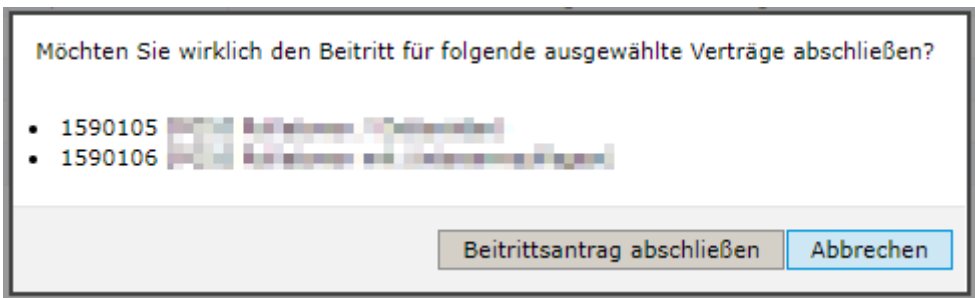 Möchten Sie wirklich den Beitritt für folgende ausgewählte Verträge abschließen?
• 1590105
• 1590106
Beitrittsantrag abschließen
Abbrechen